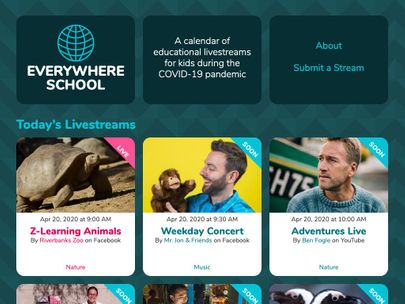 EVERYWHERE
SCHOOL
A calendar of
educational livestreams
for kids during the
COVID-19 pandemic
About
Submit a Stream
Today's Livestreams
LIVE
Apr 20, 2020 at 9:00 AM
Z-Learning Animals
By Riverbanks Zoo on Facebook
Nature
SOON
Apr 20, 2020 at 9:30 AM
Weekday Concert
By Mr. Jon & Friends on Facebook
Music
SOON
Apr 20, 2020 at 10:00 AM
Adventures Live
By Ben Fogle on YouTube
Nature
SOON
SOON
SOON